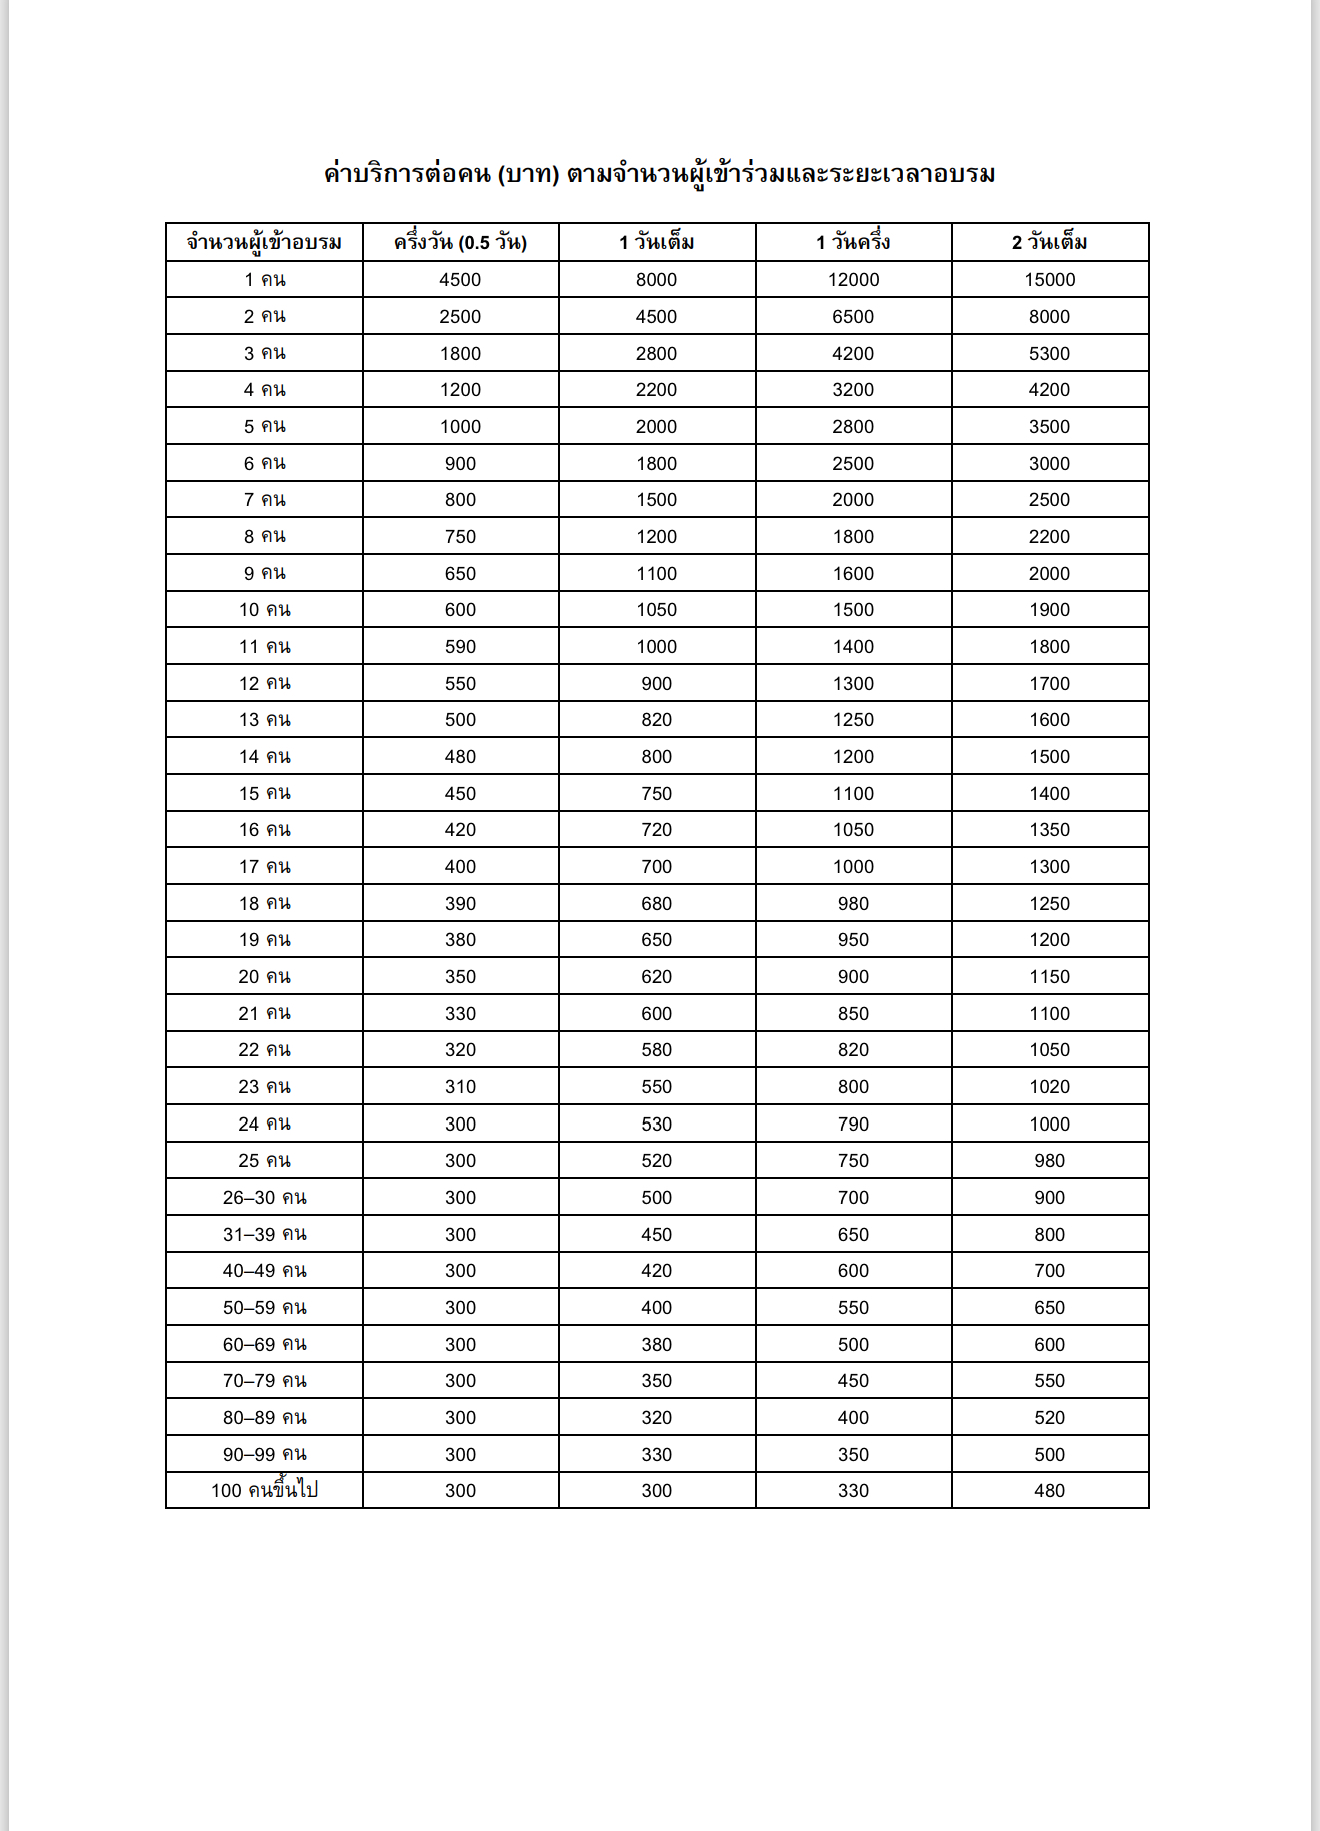 ค่าบริการต่อคน (บาท) ตามจำนวนผู้เข้าร่วมและระยะเวลาอบรม
จำนวนผู้เข้าอบรม ครึ่งวัน (0.5 วัน) 1 วันเต็ม 1 วันครึ่ง 2 วันเต็ม
1 คน 4500 8000 12000 15000
2 คน 2500 4500 6500 8000
3 คน 1800 2800 4200 5300
4 คน 1200 2200 3200 4200
5 คน 1000 2000 2800 3500
6 คน 900 1800 2500 3000
7 คน 800 1500 2000 2500
8 คน 750 1200 1800 2200
9 คน 650 1100 1600 2000
10 คน 600 1050 1500 1900
11 คน 590 1000 1400 1800
12 คน 550 900 1300 1700
13 คน 500 820 1250 1600
14 คน 480 800 1200 1500
15 คน 450 750 1100 1400
16 คน 420 720 1050 1350
17 คน 400 700 1000 1300
18 คน 390 680 980 1250
19 คน 380 650 950 1200
20 คน 350 620 900 1150
21 คน 330 600 850 1100
22 คน 320 580 820 1050
23 คน 310 550 800 1020
24 คน 300 530 790 1000
25 คน 300 520 750 980
26–30 คน 300 500 700 900
31–39 คน 300 450 650 800
40–49 คน 300 420 600 700
50–59 คน 300 400 550 650
60–69 คน 300 380 500 600
70–79 คน 300 350 450 550
80–89 คน 300 320 400 520
90–99 คน 300 330 350 500
100 คนขึ้นไป 300 300 330 480